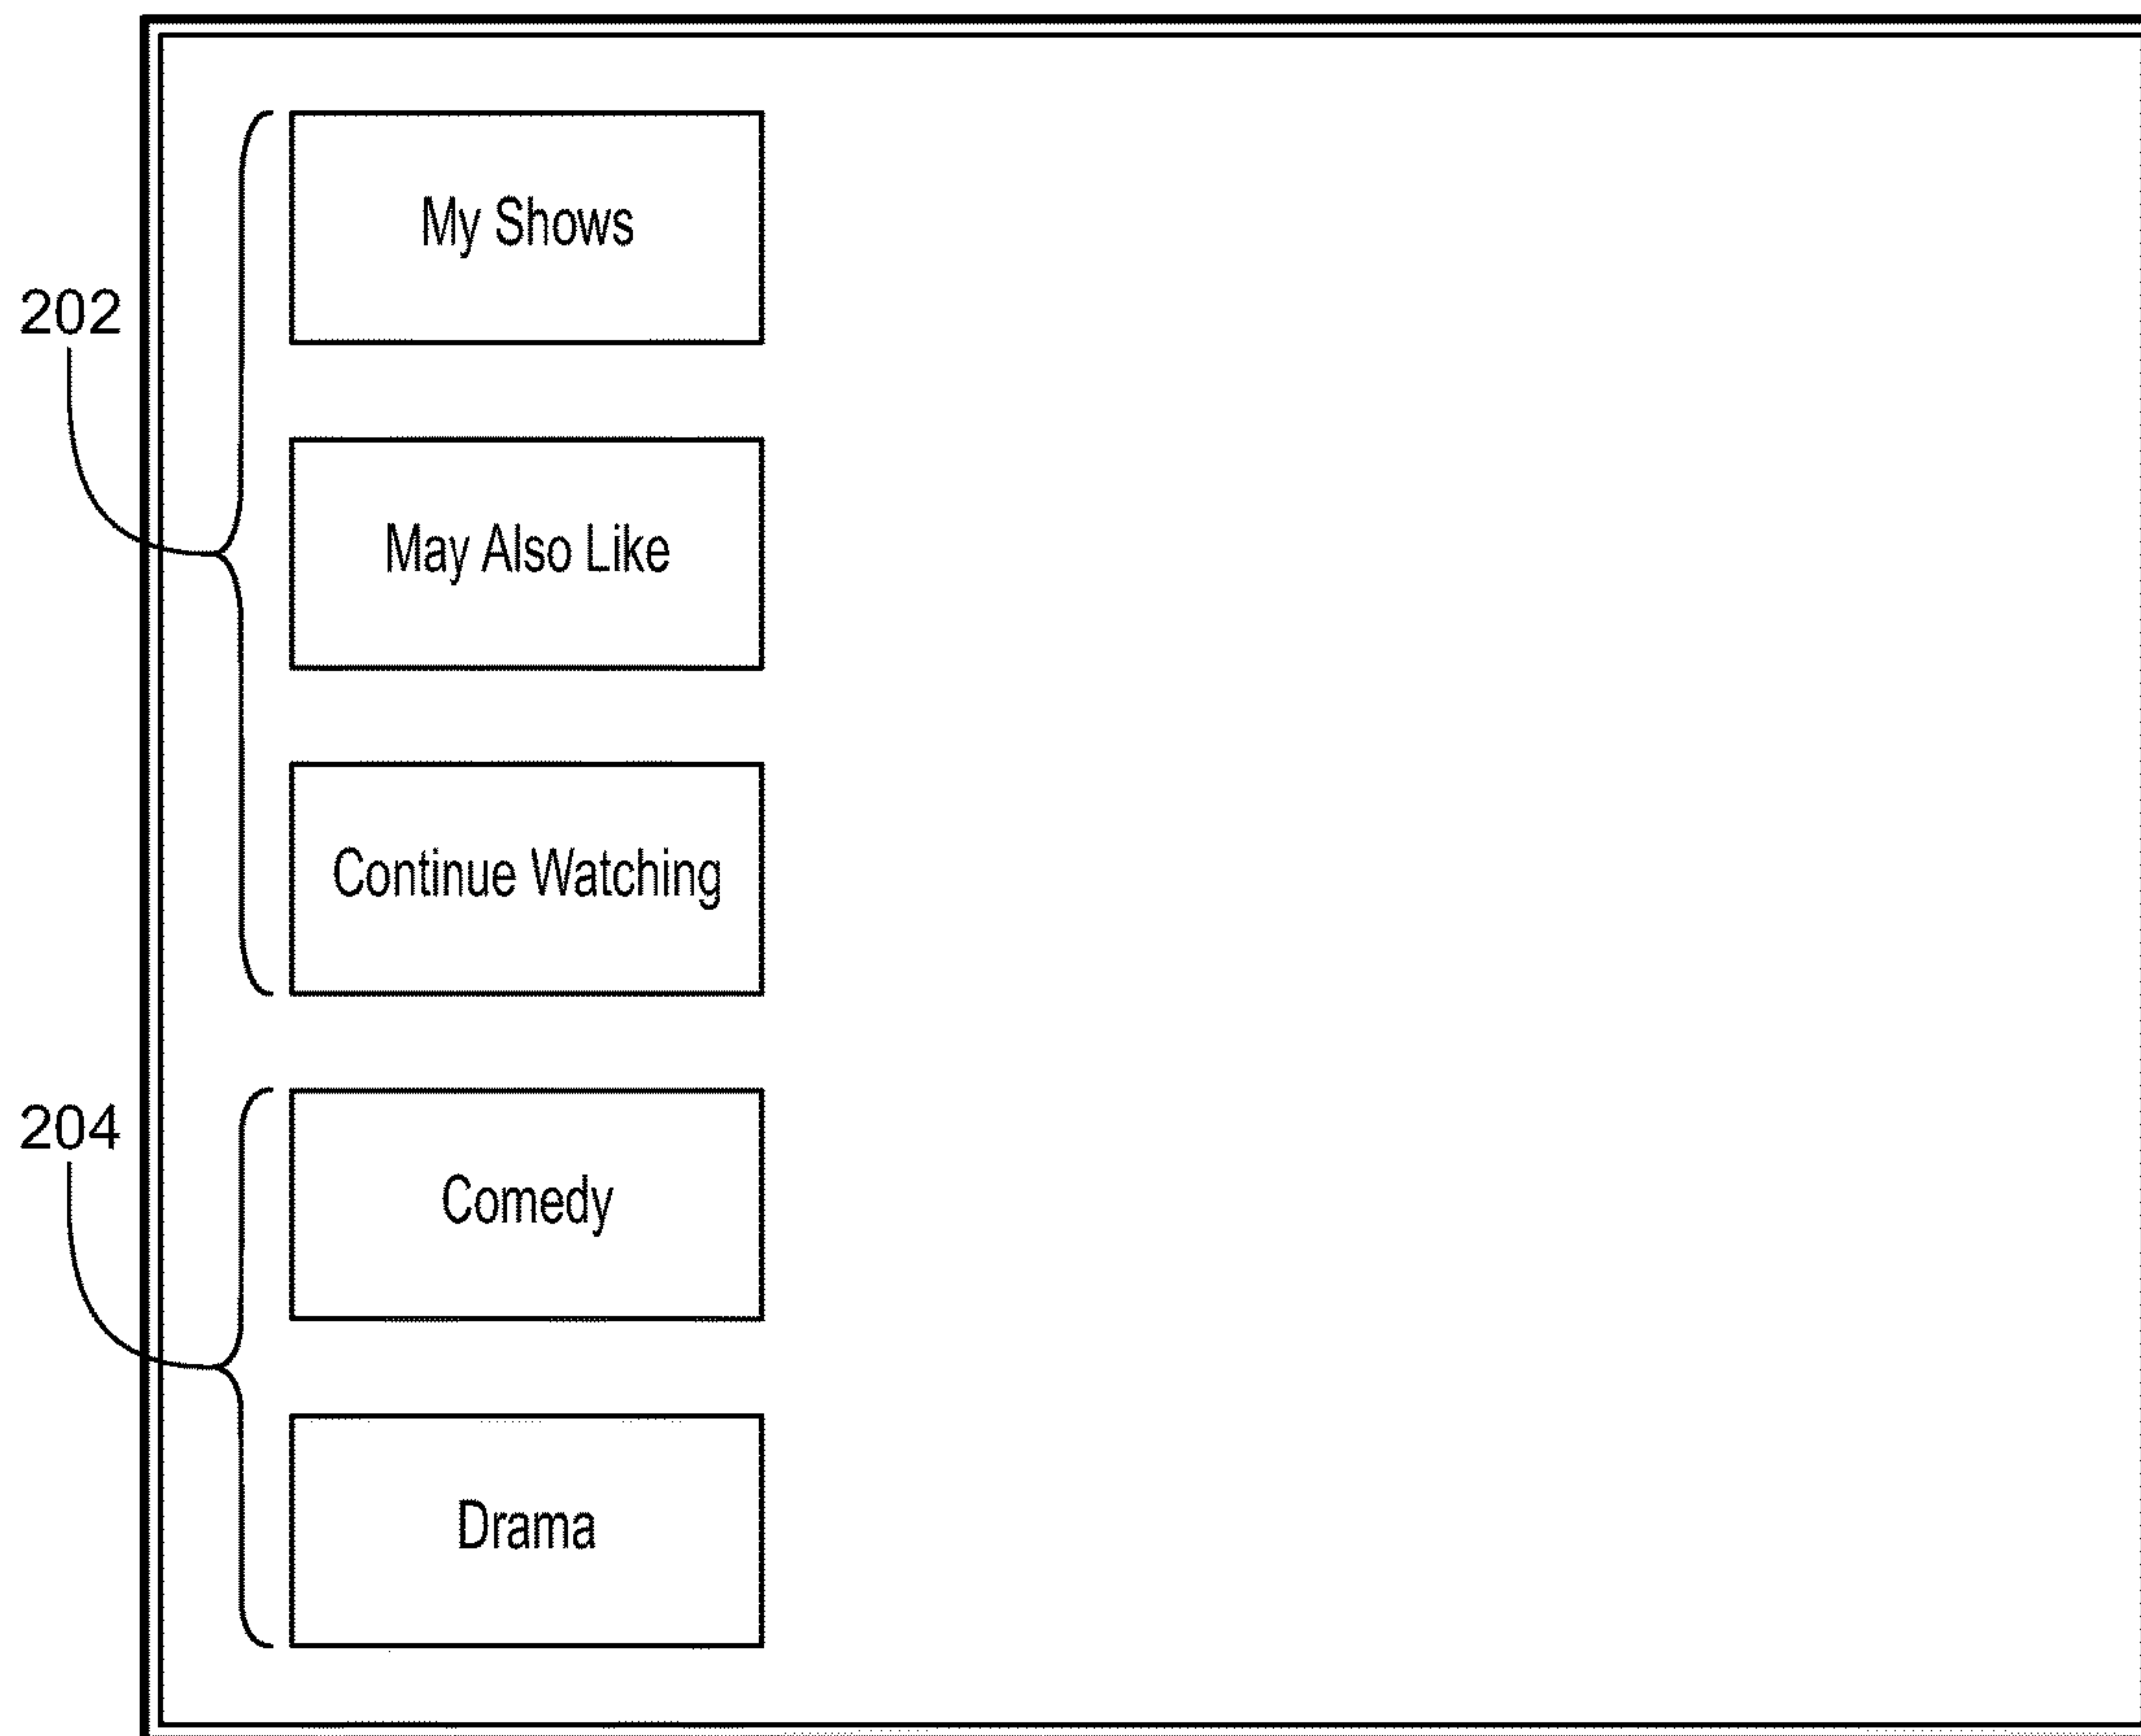 My Shows
202
May Also Like
Continue Watching
204
Comedy
Drama